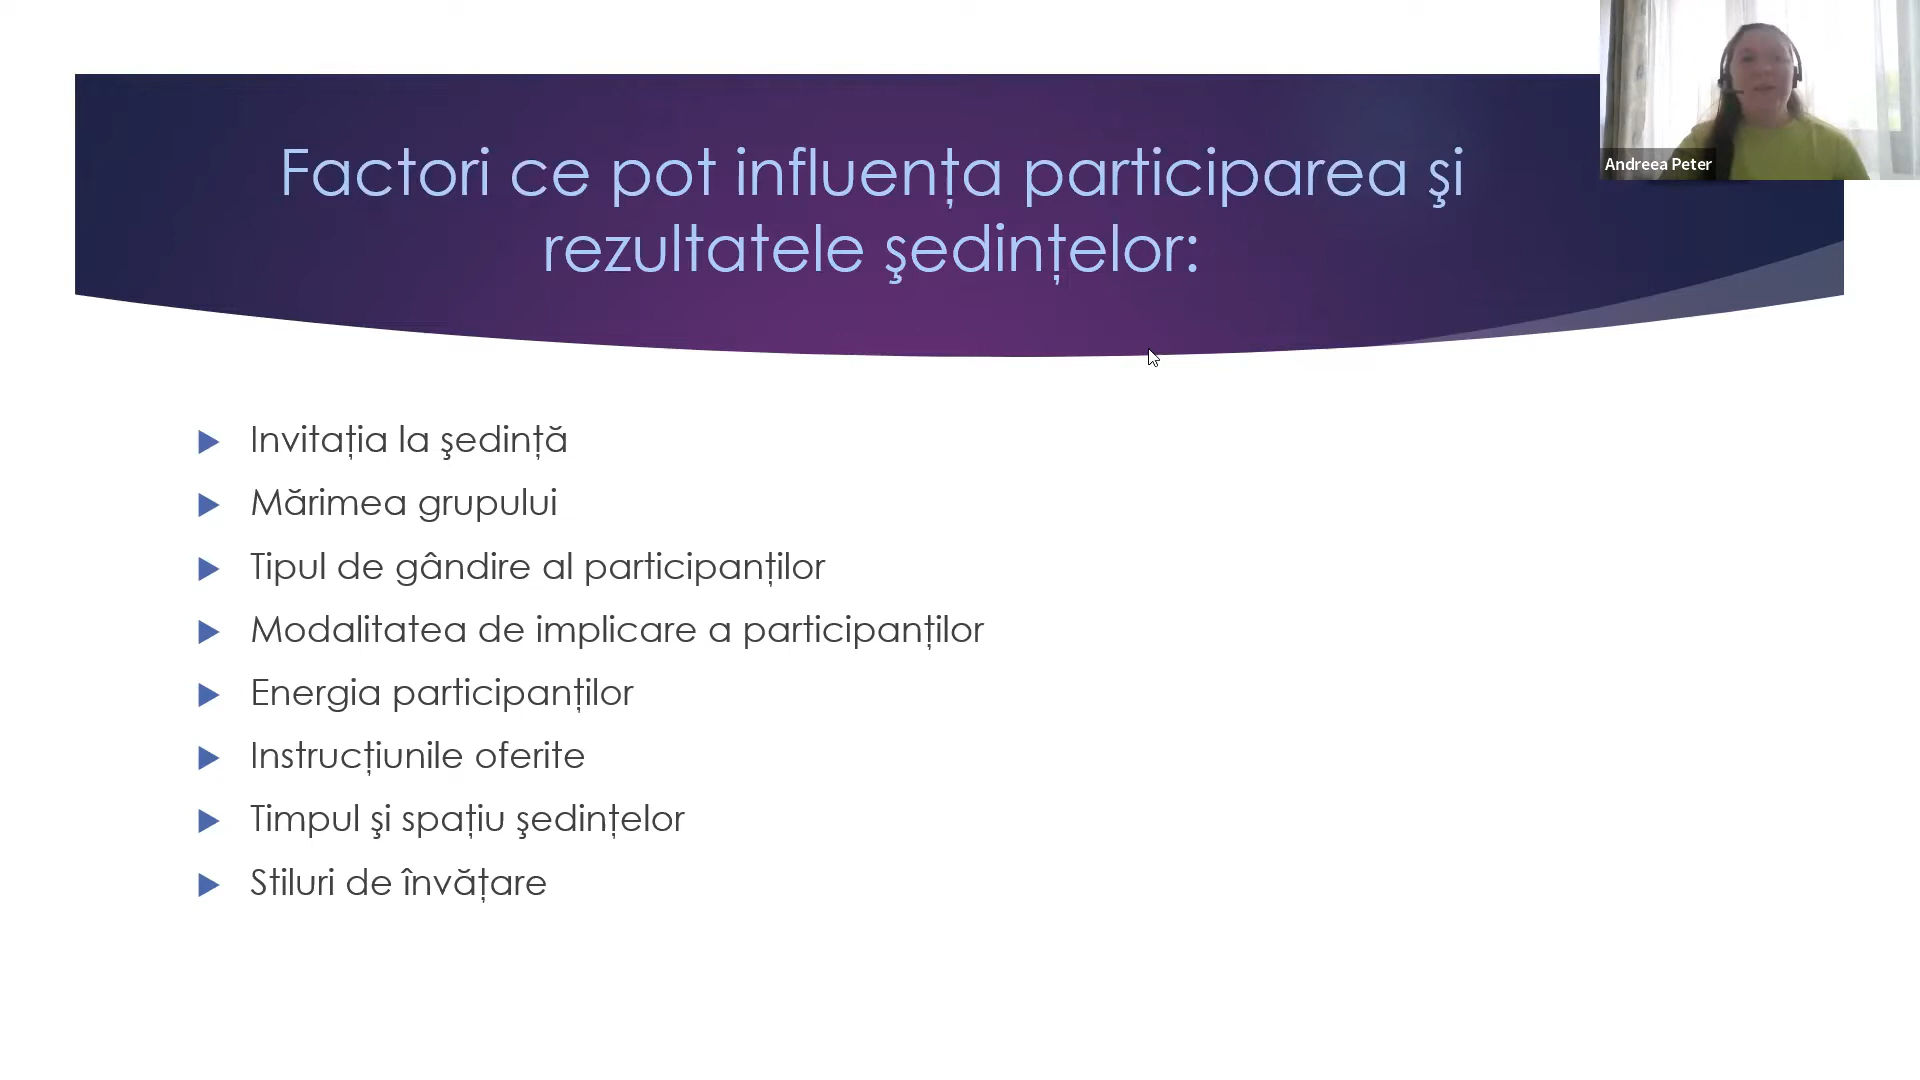 Factori ce pot influența participarea şi
rezultatele şedințelor:
Andreea Peter
Invitația la şedință
Mărimea grupului
Tipul de gândire al participanților
Modalitatea de implicare a participanților
Energia participanților
Instrucțiunile oferite
Timpul şi spațiu şedințelor
Stiluri de învățare